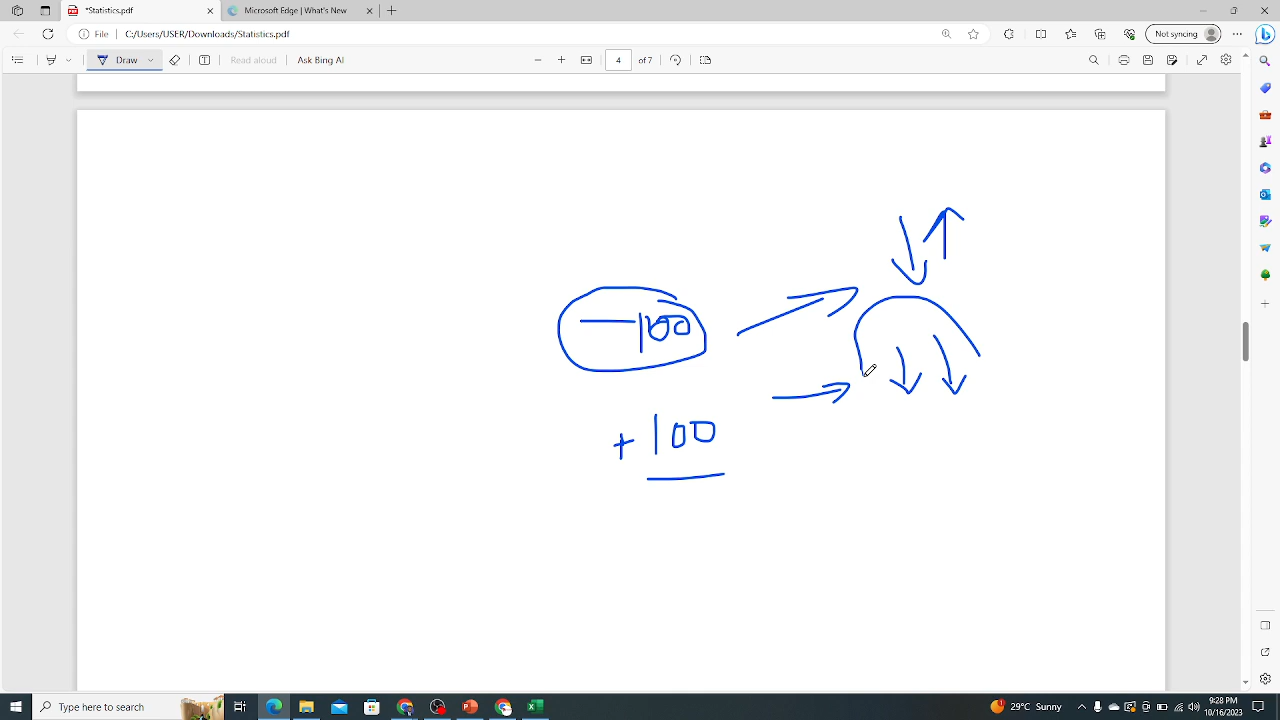 *Statistics.pdf
Microsoft Edge | What's New
File
C:/Users/USER/Downloads/Statistics.pdf
Not syncing
Draw
Read aloud
Ask Bing AI
4
of 7
-100
+100
Type here to search
29°C Sunny
9:28 PM
10/16/2023